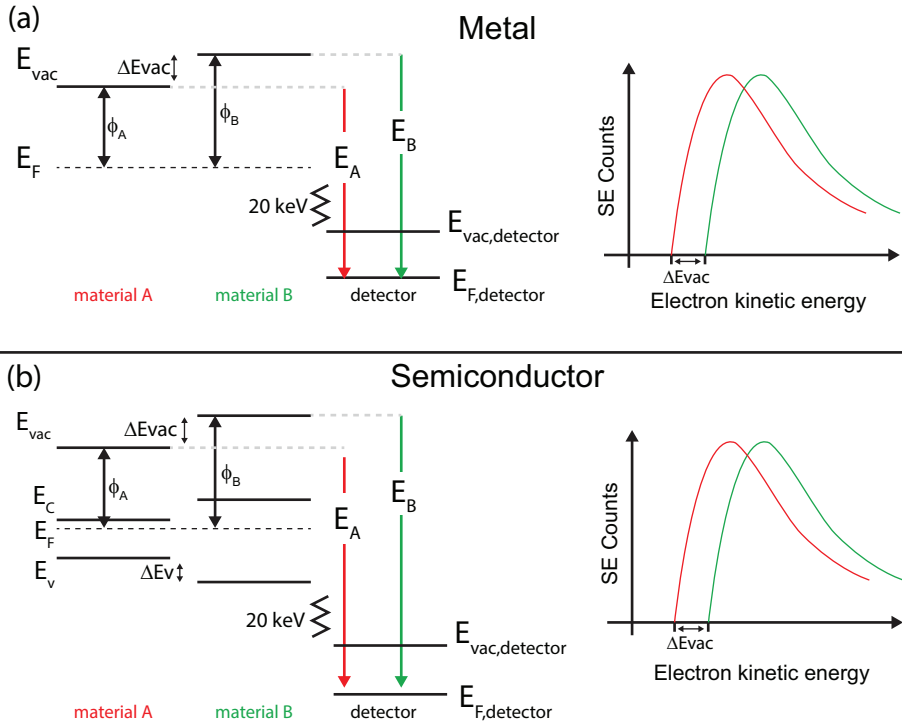 (a)
Metal
E_vac
ΔEvac
ϕ_A
ϕ_B
E_F
E_A
E_B
20 keV
E_vac,detector
E_F,detector
material A
material B
detector
SE Counts
ΔEvac
Electron kinetic energy
(b)
Semiconductor
E_vac
ΔEvac
ϕ_A
ϕ_B
E_C
E_F
E_v
ΔEv
E_A
E_B
20 keV
E_vac,detector
E_F,detector
material A
material B
detector
SE Counts
ΔEvac
Electron kinetic energy